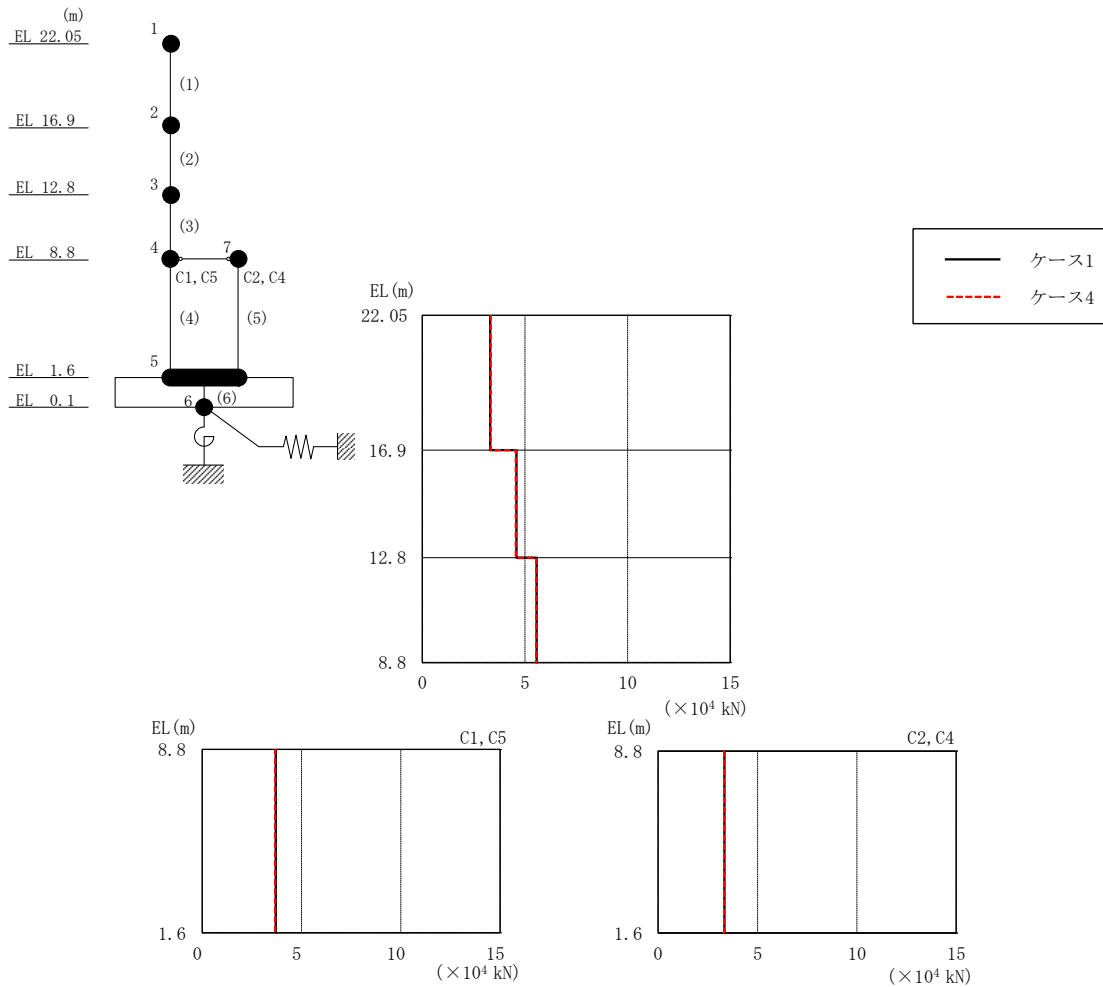 (m)
EL 22.05
1
(1)
EL 16.9
2
(2)
EL 12.8
3
(3)
EL 8.8
4
7
C1,C5
C2,C4
(4)
(5)
EL 1.6
5
EL 0.1
6
(6)
ケース1
ケース4
EL(m)
22.05
16.9
12.8
8.8
0
5
10
15
(×10⁴ kN)
EL(m)
C1,C5
8.8
1.6
0
5
10
15
(×10⁴ kN)
EL(m)
C2,C4
8.8
1.6
0
5
10
15
(×10⁴ kN)